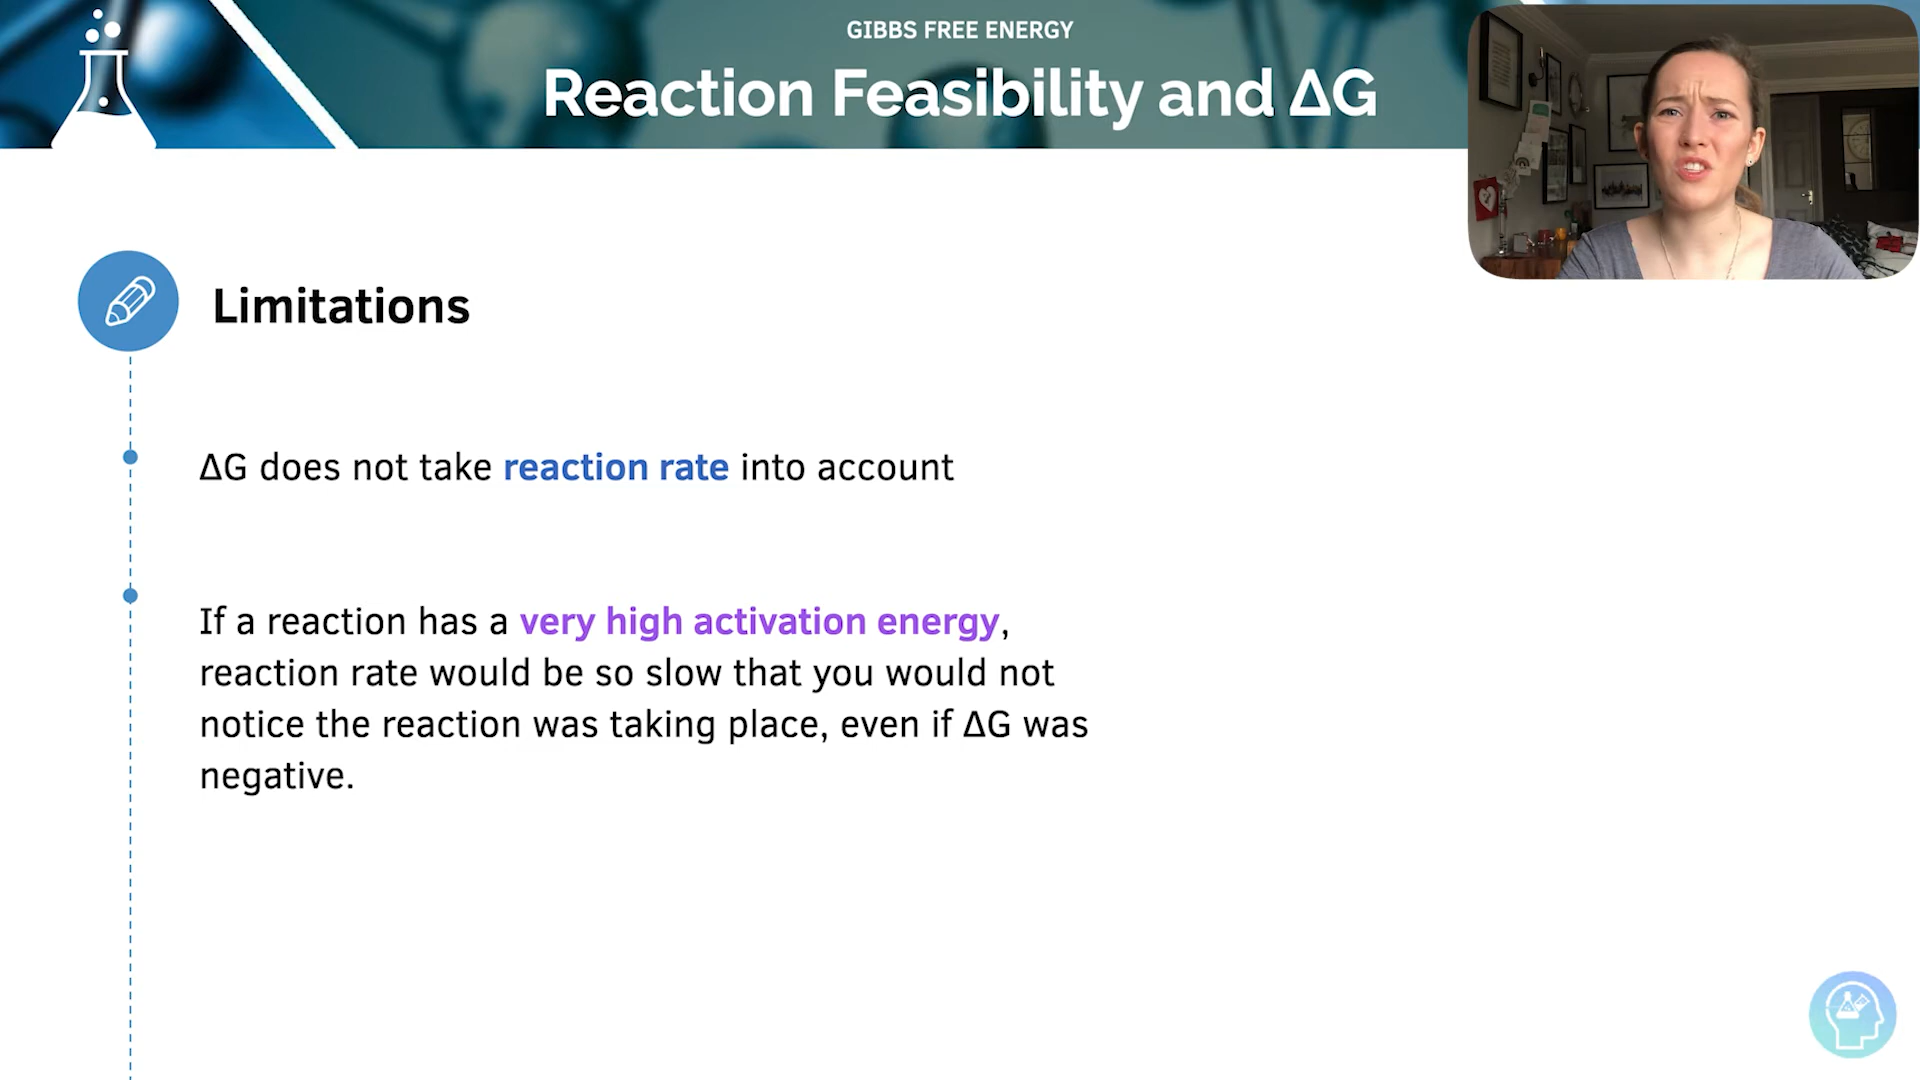 GIBBS FREE ENERGY
Reaction Feasibility and ΔG
Limitations
ΔG does not take reaction rate into account
If a reaction has a very high activation energy,
reaction rate would be so slow that you would not
notice the reaction was taking place, even if ΔG was
negative.